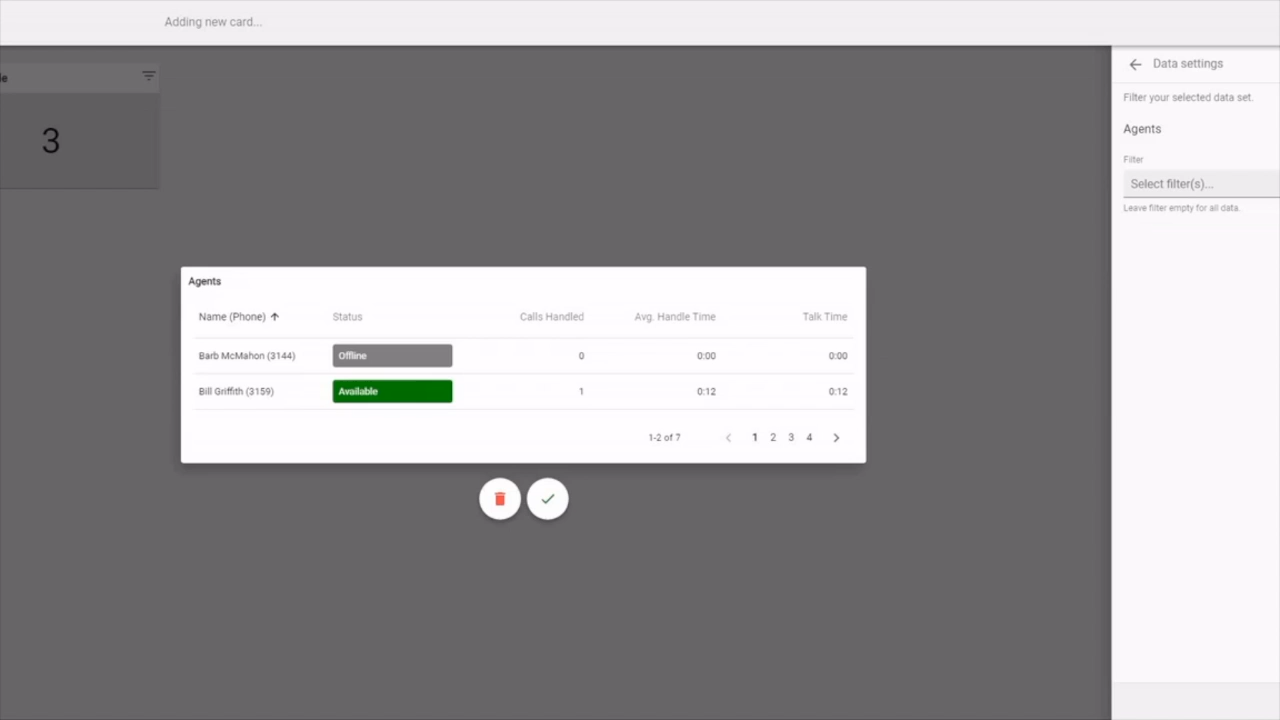 Adding new card...
le
3
Data settings
Filter your selected data set.
Agents
Filter
Select filter(s)...
Leave filter empty for all data.
Agents
Name (Phone) Status Calls Handled Avg. Handle Time Talk Time
Barb McMahon (3144) Offline 0 0:00 0:00
Bill Griffith (3159) Available 1 0:12 0:12
1-2 of 7 1 2 3 4